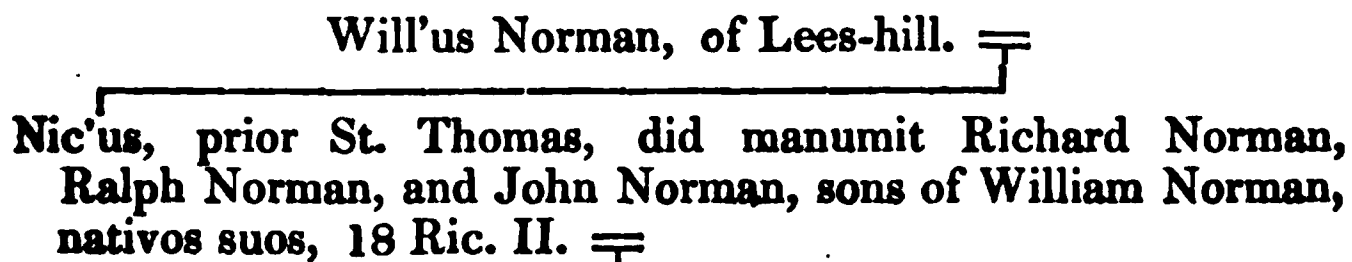 Will'us Norman, of Lees-hill.
Nic'us, prior St. Thomas, did manumit Richard Norman,
Ralph Norman, and John Norman, sons of William Norman,
nativos suos, 18 Ric. II.